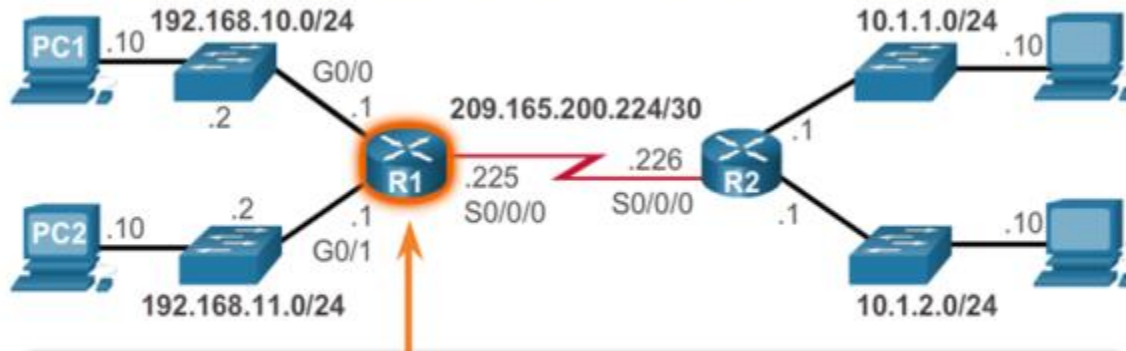 192.168.10.0/24
10.1.1.0/24
PC1
.10
.10
G0/0
.1
.2
209.165.200.224/30
.1
R1
.225
.226
R2
S0/0/0
S0/0/0
.1
.2
.1
PC2
.10
.10
G0/1
192.168.11.0/24
10.1.2.0/24